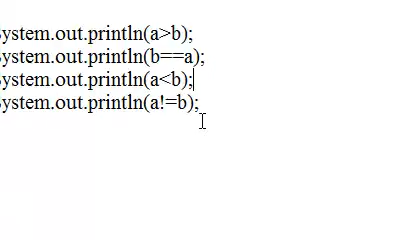 ystem.out.println(a>b);
ystem.out.println(b==a);
ystem.out.println(a<b);
ystem.out.println(a!=b);